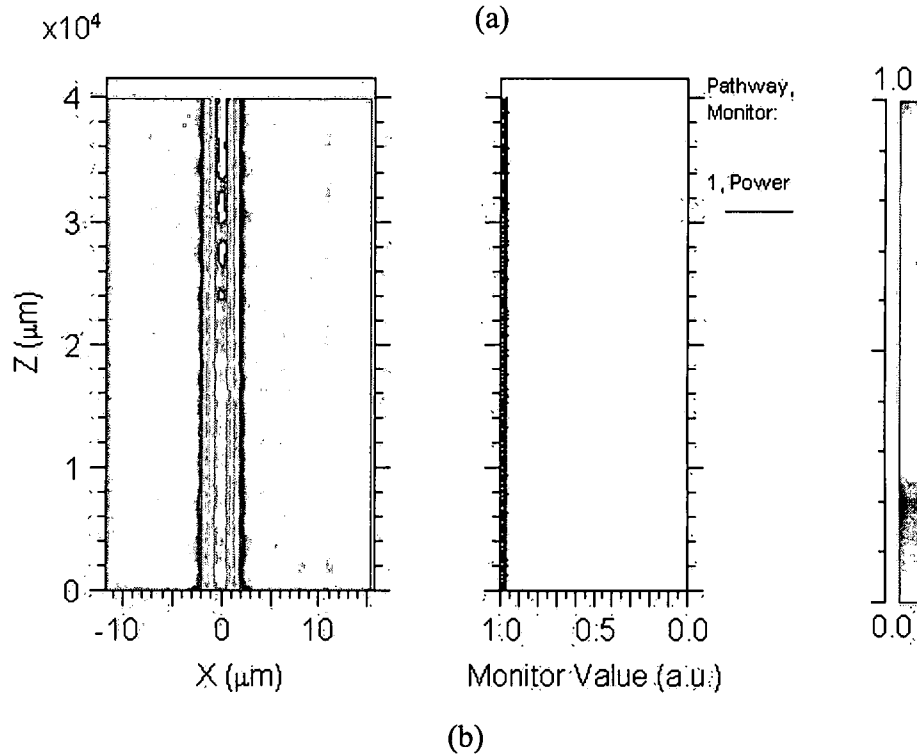 (a)
x10⁴
4
3
2
1
0
Z (μm)
-10 0 10
X (μm)
1.0 0.5 0.0
Monitor Value (a.u.)
Pathway,
Monitor:
1, Power
1.0
0.0
(b)